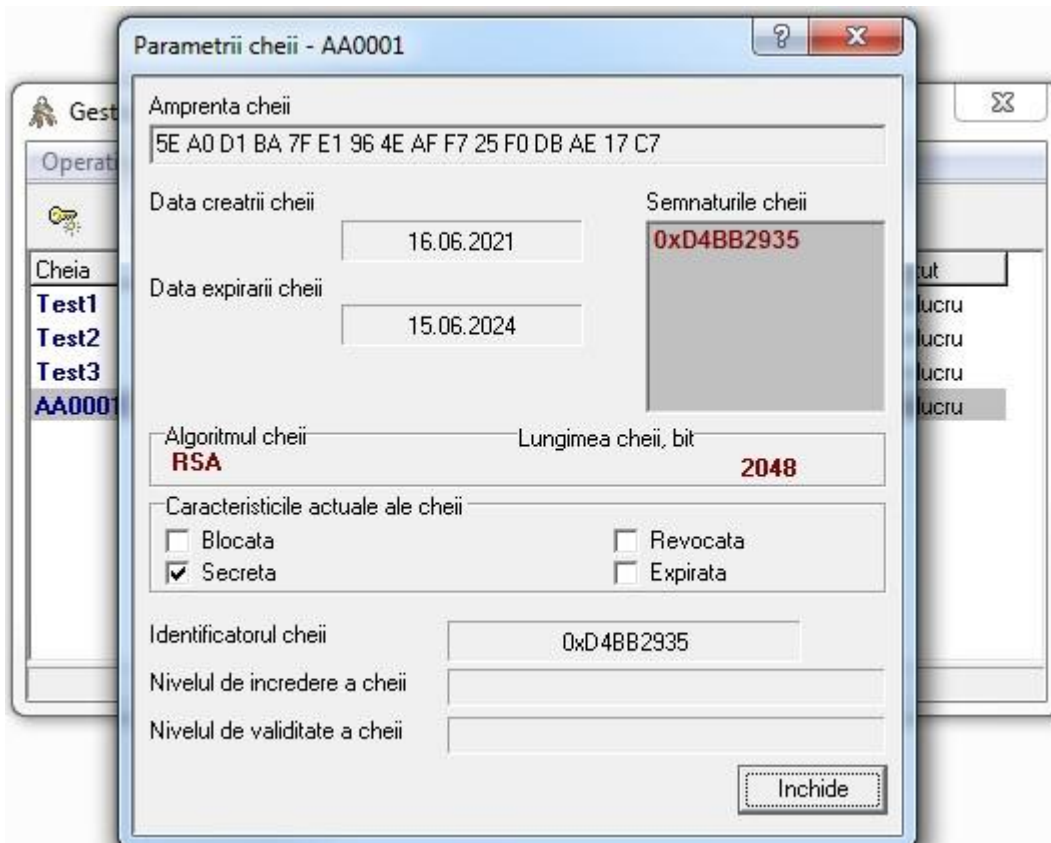 Parametrii cheii - AA0001
Gest
Operati
Amprenta cheii
5E A0 D1 BA 7F E1 96 4E AF F7 25 F0 DB AE 17 C7
Data creatrii cheii
16.06.2021
Semnaturile cheii
0xD4BB2935
Data expirarii cheii
15.06.2024
Cheia
tut
Test1
lucru
Test2
lucru
Test3
lucru
AA0001
lucru
Algoritmul cheii
Lungimea cheii, bit
RSA
2048
Caracteristicile actuale ale cheii
Blocata
Revocata
Secreta
Expirata
Identificatorul cheii
0xD4BB2935
Nivelul de incredere a cheii
Nivelul de validitate a cheii
Inchide